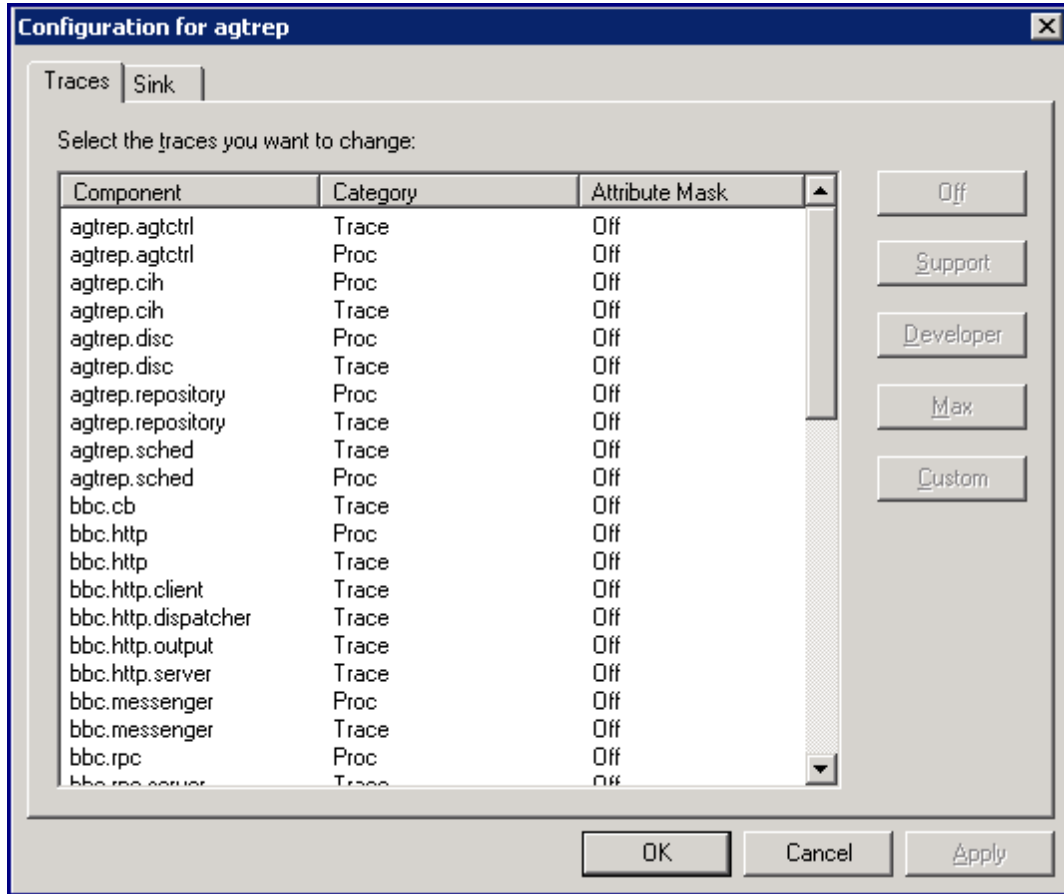 Configuration for agtrep
Traces Sink
Select the traces you want to change:
Component Category Attribute Mask
agtrep.agtctrl Trace Off
agtrep.agtctrl Proc Off
agtrep.cih Proc Off
agtrep.cih Trace Off
agtrep.disc Proc Off
agtrep.disc Trace Off
agtrep.repository Proc Off
agtrep.repository Trace Off
agtrep.sched Trace Off
agtrep.sched Proc Off
bbc.cb Trace Off
bbc.http Proc Off
bbc.http Trace Off
bbc.http.client Trace Off
bbc.http.dispatcher Trace Off
bbc.http.output Trace Off
bbc.http.server Trace Off
bbc.messenger Proc Off
bbc.messenger Trace Off
bbc.rpc Proc Off
bbc.rpc.server Trace Off
Off
Support
Developer
Max
Custom
OK Cancel Apply